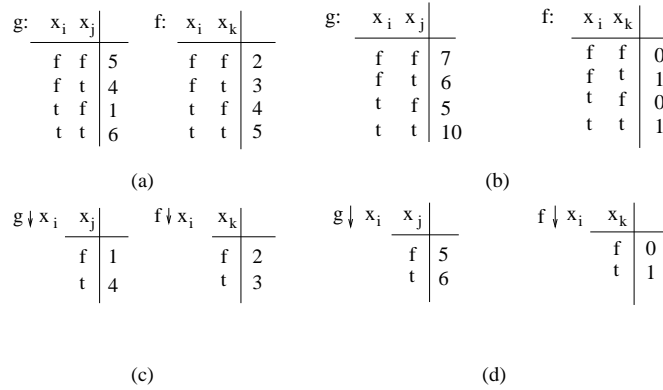 g: x_i x_j
f f 5
f t 4
t f 1
t t 6
f: x_i x_k
f f 2
f t 3
t f 4
t t 5
(a)
g: x_i x_j
f f 7
f t 6
t f 5
t t 10
f: x_i x_k
f f 0
f t 1
t f 0
t t 1
(b)
g ↓ x_i x_j
f 1
t 4
f ↓ x_i x_k
f 2
t 3
(c)
g ↓ x_i x_j
f 5
t 6
f ↓ x_i x_k
f 0
t 1
(d)